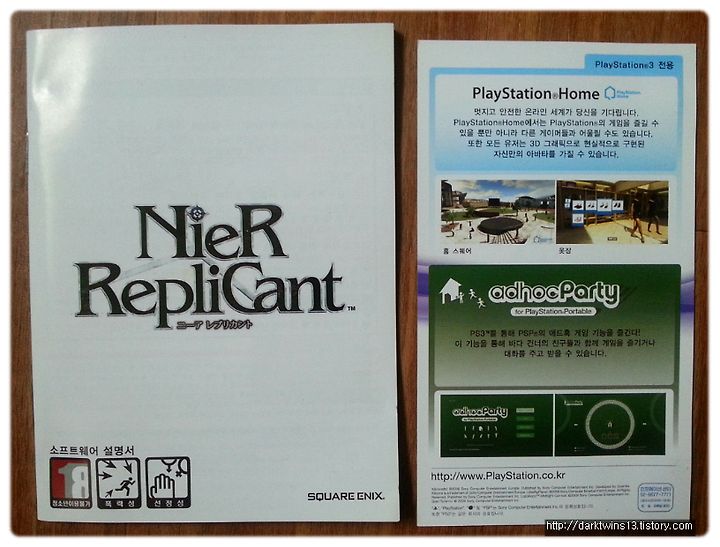 NieR
RepliCant™
ニーア レプリカント
소프트웨어 설명서
18
청소년이용불가
폭력성
선정성
SQUARE ENIX.
PlayStation®3 전용
PlayStation®Home
PlayStation
Home
멋지고 안전한 온라인 세계가 당신을 기다립니다.
PlayStation®Home에서는 PlayStation®의 게임을 즐길 수
있을 뿐만 아니라 다른 게이머들과 어울릴 수도 있습니다.
또한 모든 유저는 3D 그래픽으로 현실적으로 구현된
자신만의 아바타를 가질 수 있습니다.
홈 스퀘어
옷장
adhocParty
for PlayStation®Portable
PS3™를 통해 PSP®의 애드혹 게임 기능을 즐긴다!
이 기능을 통해 바다 건너의 친구들과 함께 게임을 즐기거나
대화를 주고 받을 수 있습니다.
adhocParty
for PlayStation®Portable
http://www.PlayStation.co.kr
http://darktwins13.tistory.com